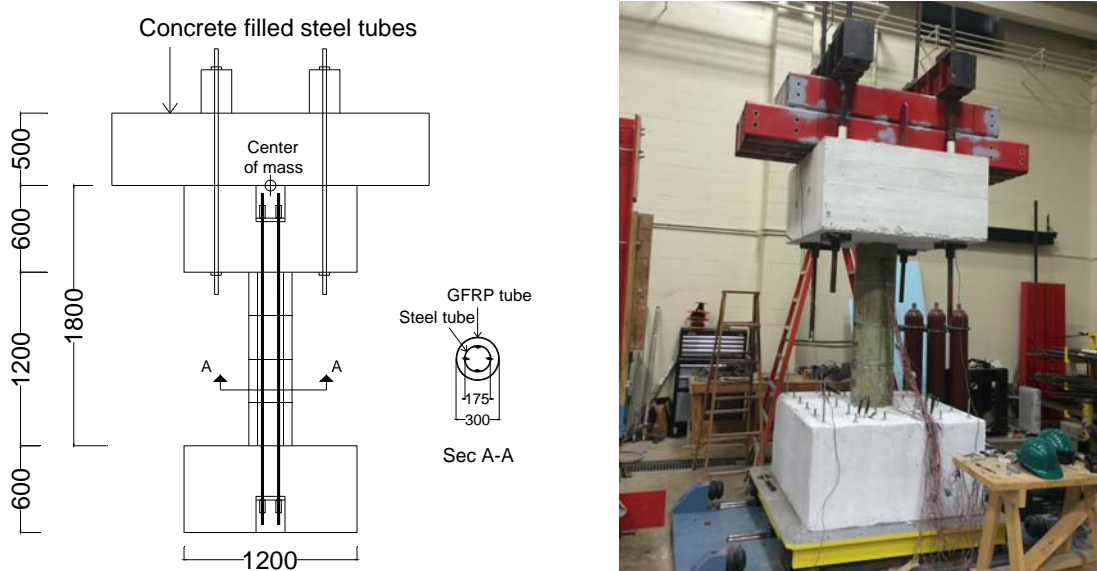 Concrete filled steel tubes
500
Center
of mass
600
1800
1200
A
A
600
1200
GFRP tube
Steel tube
175
300
Sec A-A